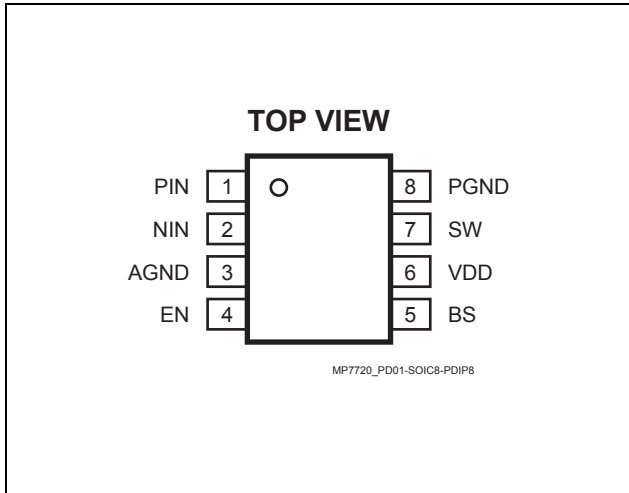 TOP VIEW
PIN 1 8 PGND
NIN 2 7 SW
AGND 3 6 VDD
EN 4 5 BS
MP7720_PD01-SOIC8-PDIP8